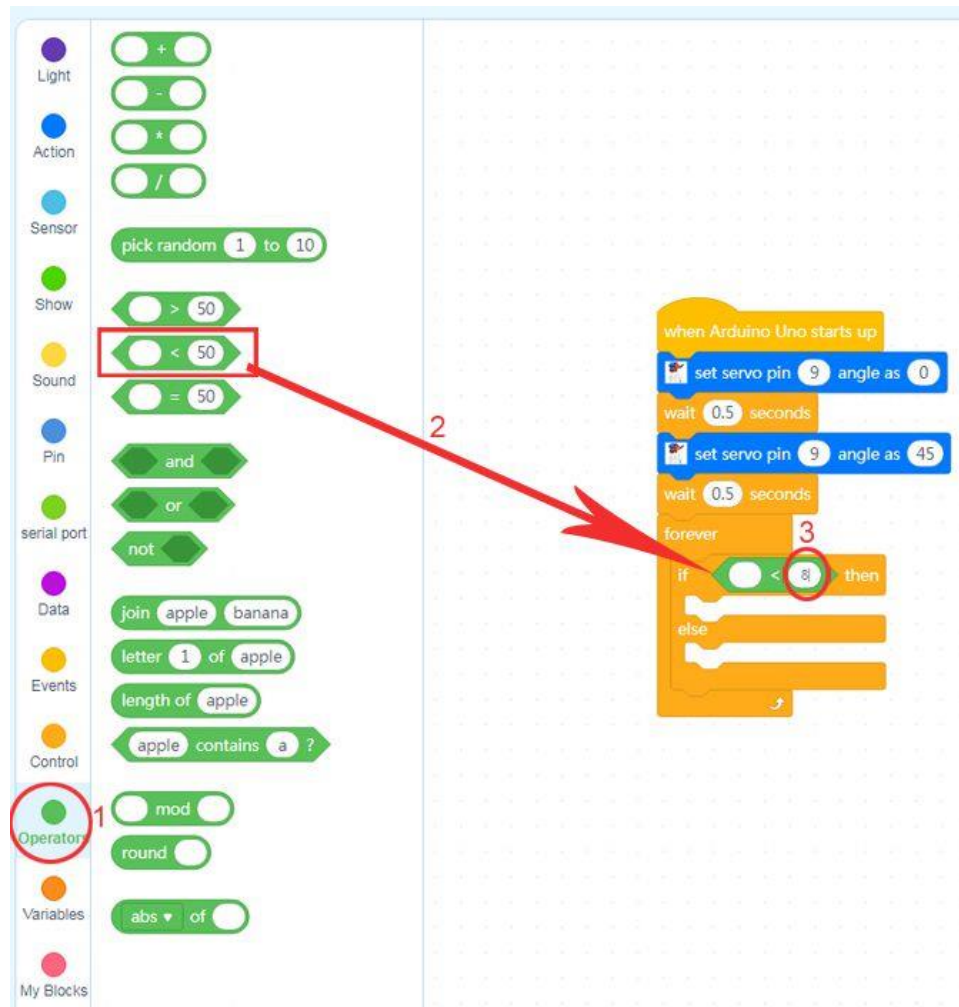 Light
Action
Sensor
Show
Sound
Pin
serial port
Data
Events
Control
Operators
1
Variables
My Blocks
+
-
*
/
pick random 1 to 10
> 50
< 50
= 50
and
or
not
join apple banana
letter 1 of apple
length of apple
apple contains a ?
mod
round
abs of
2
when Arduino Uno starts up
set servo pin 9 angle as 0
wait 0.5 seconds
set servo pin 9 angle as 45
wait 0.5 seconds
forever
3
if < 8 then
else